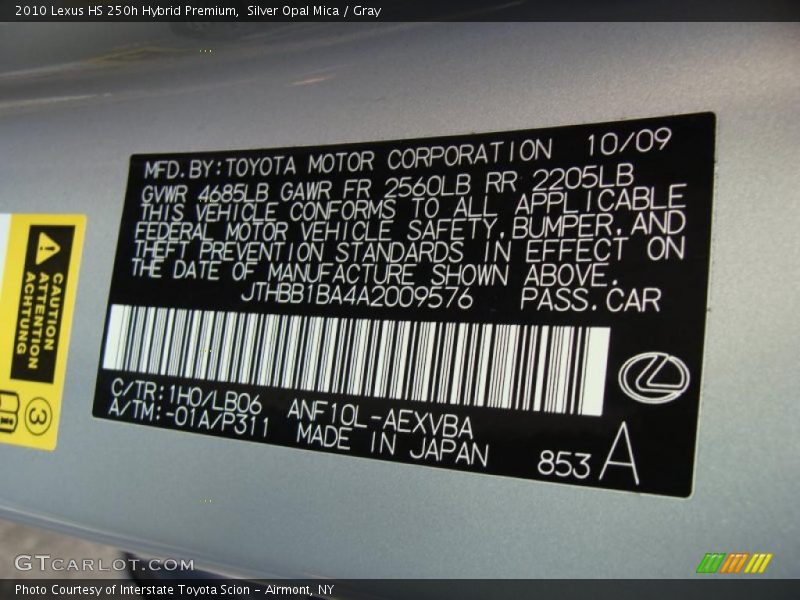 2010 Lexus HS 250h Hybrid Premium,  Silver Opal Mica / Gray
MFD. BY: TOYOTA MOTOR CORPORATION 10/09
GVWR 4685LB GAWR FR 2560LB RR 2205LB
THIS VEHICLE CONFORMS TO ALL APPLICABLE
FEDERAL MOTOR VEHICLE SAFETY, BUMPER, AND
THEFT PREVENTION STANDARDS IN EFFECT ON
THE DATE OF MANUFACTURE SHOWN ABOVE.
JTHBB1BA4A2009576 PASS. CAR
C/TR: 1H0/LB06 ANF10L-AEXVBA
A/TM: -01A/P311 MADE IN JAPAN
853 A
CAUTION
ATTENTION
ACHTUNG
3
GTCARLOT.COM
Photo Courtesy of Interstate Toyota Scion - Airmont, NY